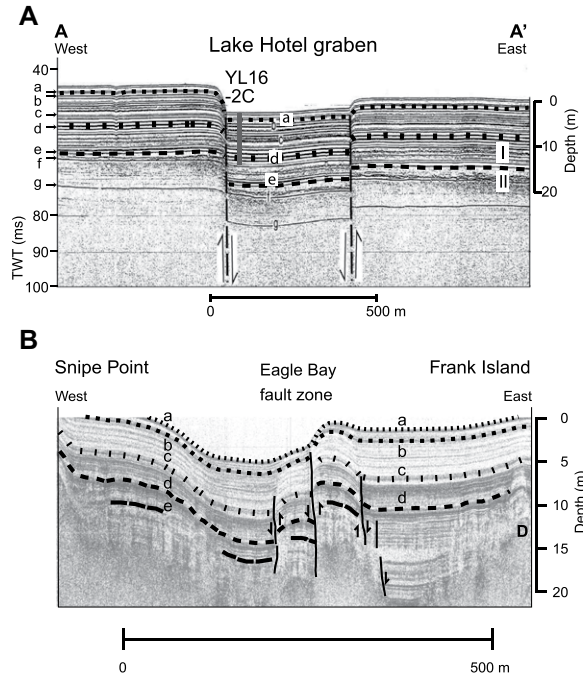 A
A
A'
West
Lake Hotel graben
East
40
YL16
-2C
a
b
c
d
e
f
g
80
90
100
TWT (ms)
a
d
e
g
I
II
0
10
20
Depth (m)
0
500 m
B
Snipe Point
Eagle Bay
fault zone
Frank Island
West
East
a
b
c
d
e
a
b
c
d
D
0
5
10
15
20
Depth (m)
0
500 m